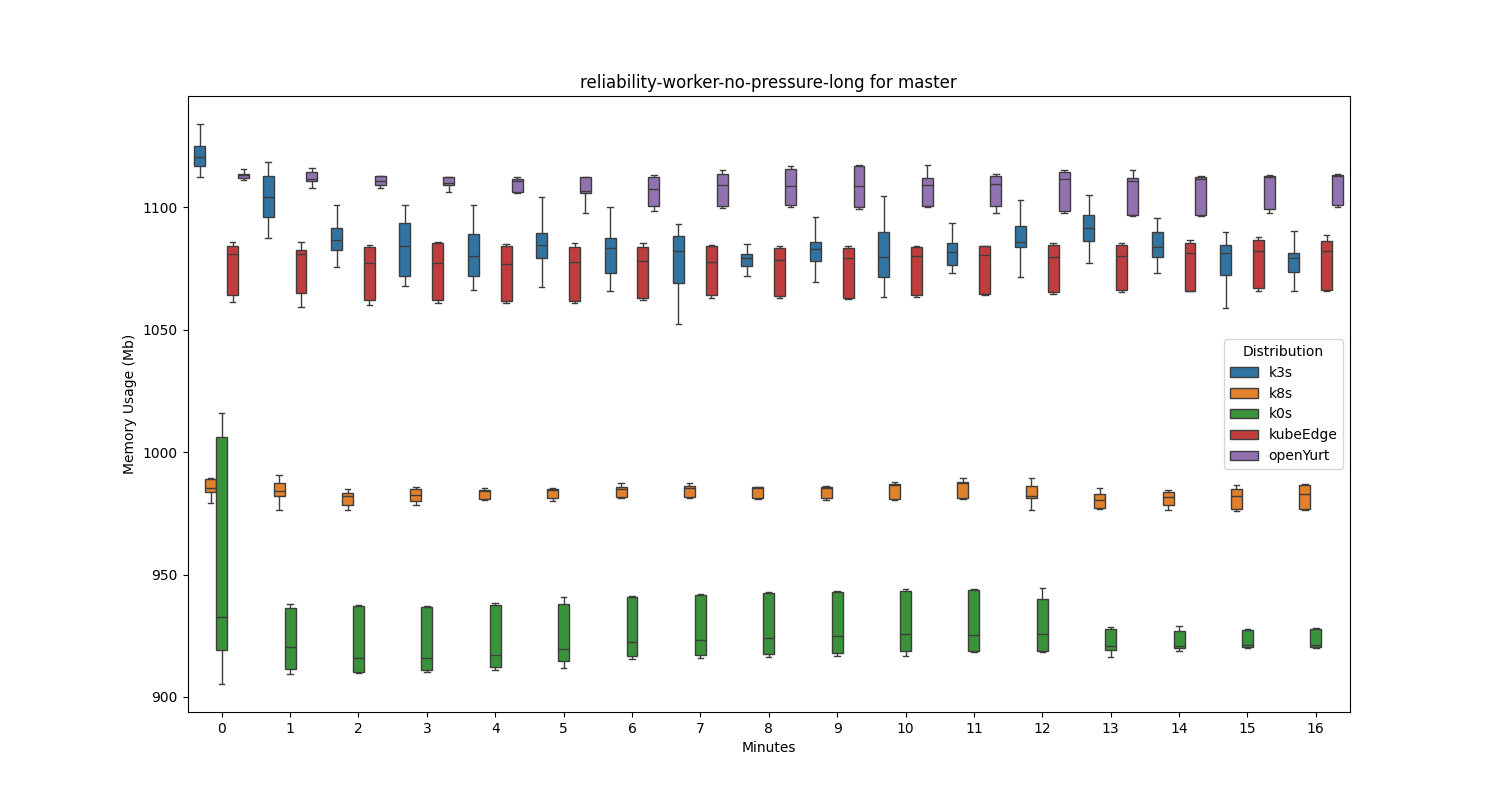 reliability-worker-no-pressure-long for master
Memory Usage (Mb)
1100
1050
1000
950
900
Distribution
k3s
k8s
k0s
kubeEdge
openYurt
0 1 2 3 4 5 6 7 8 9 10 11 12 13 14 15 16
Minutes